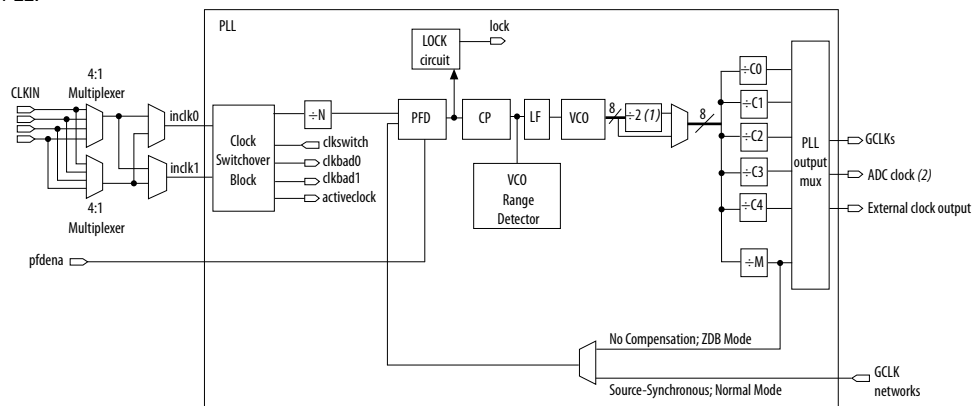 PLL
lock
LOCK
circuit
4:1
Multiplexer
CLKIN
inclk0
inclk1
4:1
Multiplexer
Clock
Switchover
Block
÷N
clkswitch
clkbad0
clkbad1
activeclock
PFD
CP
LF
VCO
8
÷2 (1)
8
VCO
Range
Detector
÷C0
÷C1
÷C2
÷C3
÷C4
÷M
PLL
output
mux
GCLKs
ADC clock (2)
External clock output
pfdena
No Compensation; ZDB Mode
Source-Synchronous; Normal Mode
GCLK
networks